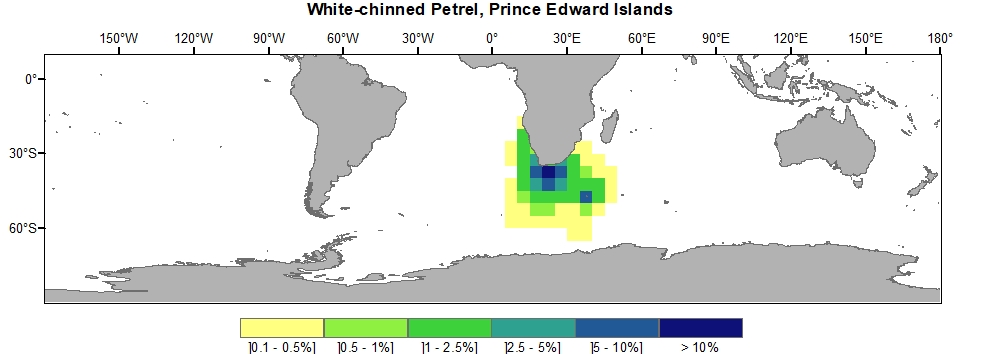 White-chinned Petrel, Prince Edward Islands
150°W 120°W 90°W 60°W 30°W 0° 30°E 60°E 90°E 120°E 150°E 180°
0°
30°S
60°S
]0.1 - 0.5%] ]0.5 - 1%] ]1 - 2.5%] ]2.5 - 5%] ]5 - 10%] > 10%